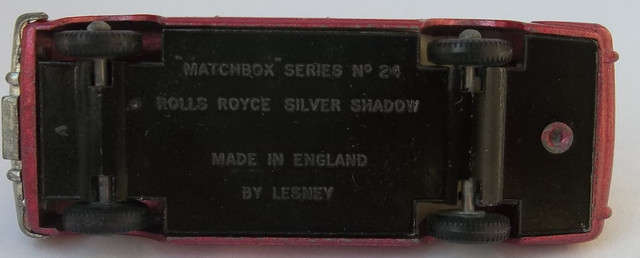 "MATCHBOX" SERIES Nº 24
ROLLS ROYCE SILVER SHADOW
A
MADE IN ENGLAND
BY LESNEY